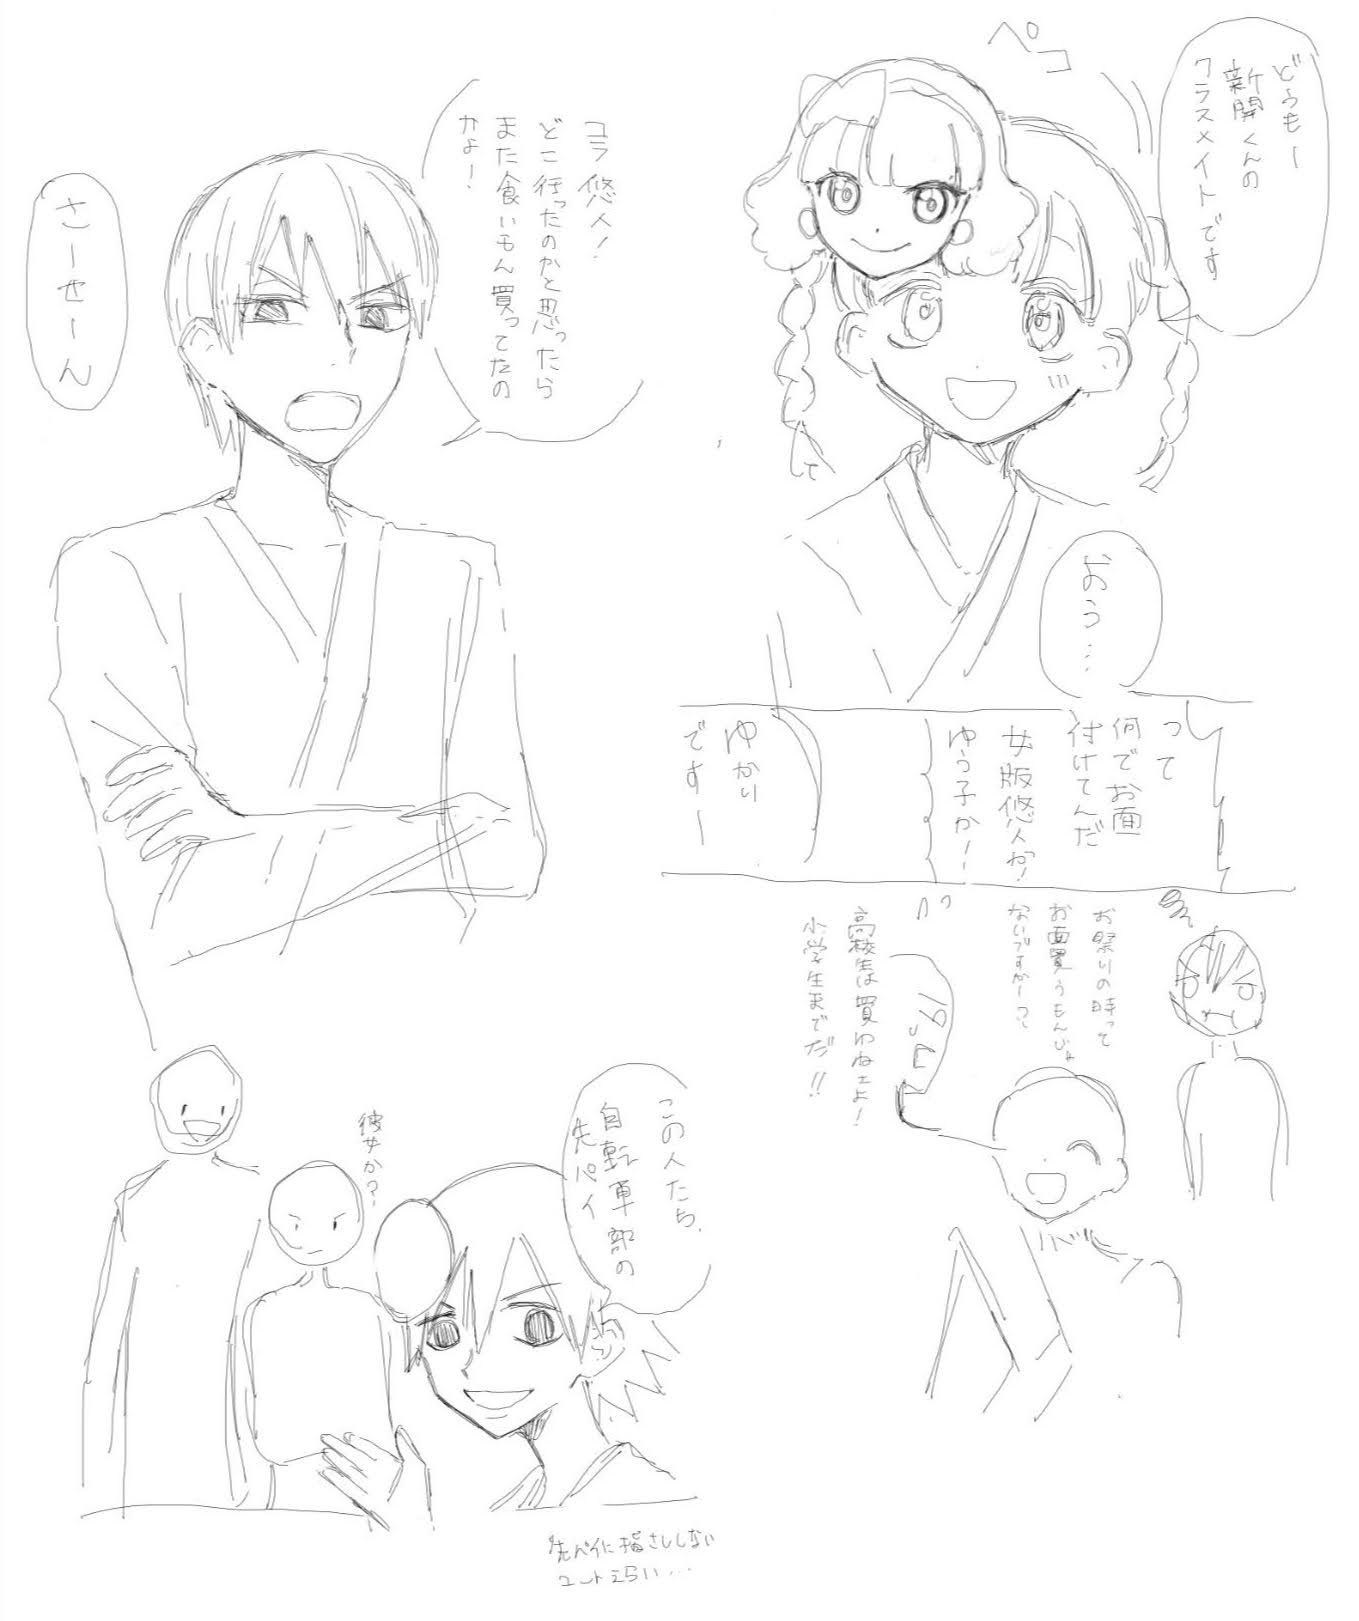 コラ悠人!
どこ行ったのかと思ったら
また食いもん買ってたの
かよー!
さーせーん
この人たち、
自転車部の
先パイ
彼女か?
先パイに指さししない
ユートえらい…
ペコ
どうもー
新開くんの
クラスメイトです
おう…
って
何でお面
付けてんだ
女版悠人か!
ゆう子かー
ゆかり
ですー
お祭りの時って
お面買うもんじゃ
ないですかー?
高校生は買わねェよ!
小学生までだ!!